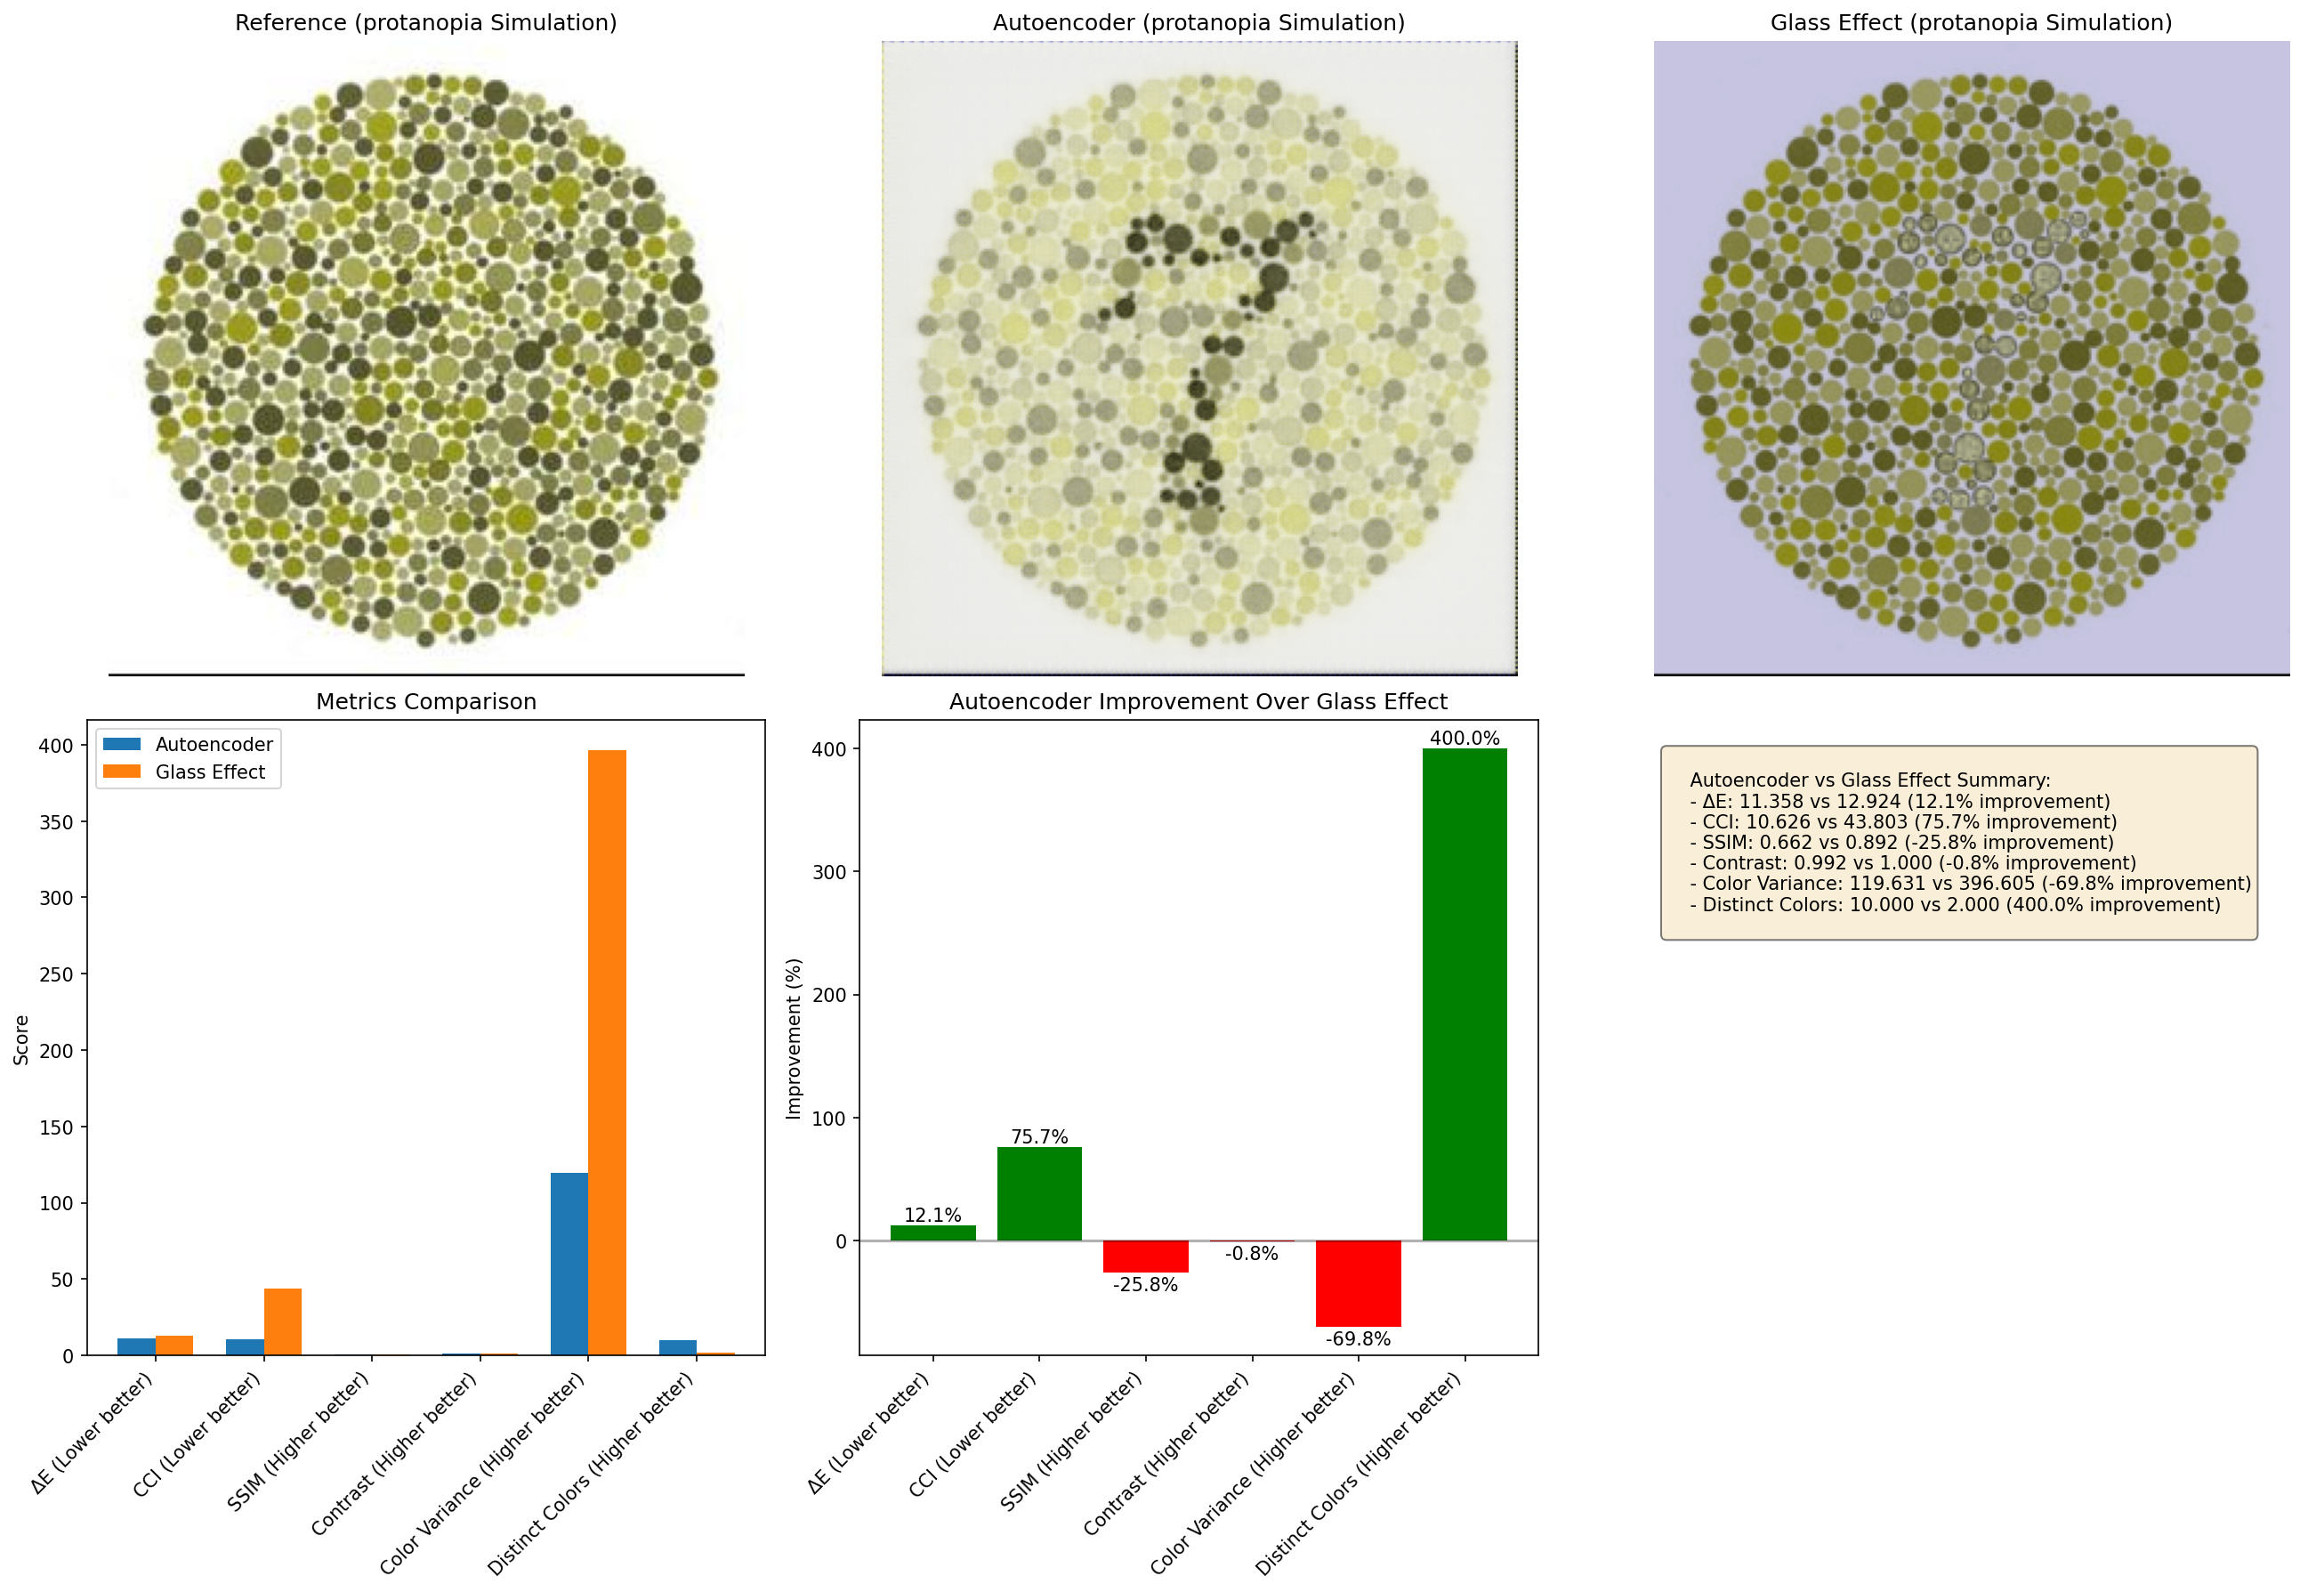 Reference (protanopia Simulation)
Autoencoder (protanopia Simulation)
Glass Effect (protanopia Simulation)
7
Metrics Comparison
Autoencoder
Glass Effect
Score
400
350
300
250
200
150
100
50
0
ΔE (Lower better)
CCI (Lower better)
SSIM (Higher better)
Contrast (Higher better)
Color Variance (Higher better)
Distinct Colors (Higher better)
Autoencoder Improvement Over Glass Effect
Improvement (%)
400
300
200
100
0
12.1%
75.7%
-25.8%
-0.8%
-69.8%
400.0%
ΔE (Lower better)
CCI (Lower better)
SSIM (Higher better)
Contrast (Higher better)
Color Variance (Higher better)
Distinct Colors (Higher better)
Autoencoder vs Glass Effect Summary:
- ΔE: 11.358 vs 12.924 (12.1% improvement)
- CCI: 10.626 vs 43.803 (75.7% improvement)
- SSIM: 0.662 vs 0.892 (-25.8% improvement)
- Contrast: 0.992 vs 1.000 (-0.8% improvement)
- Color Variance: 119.631 vs 396.605 (-69.8% improvement)
- Distinct Colors: 10.000 vs 2.000 (400.0% improvement)